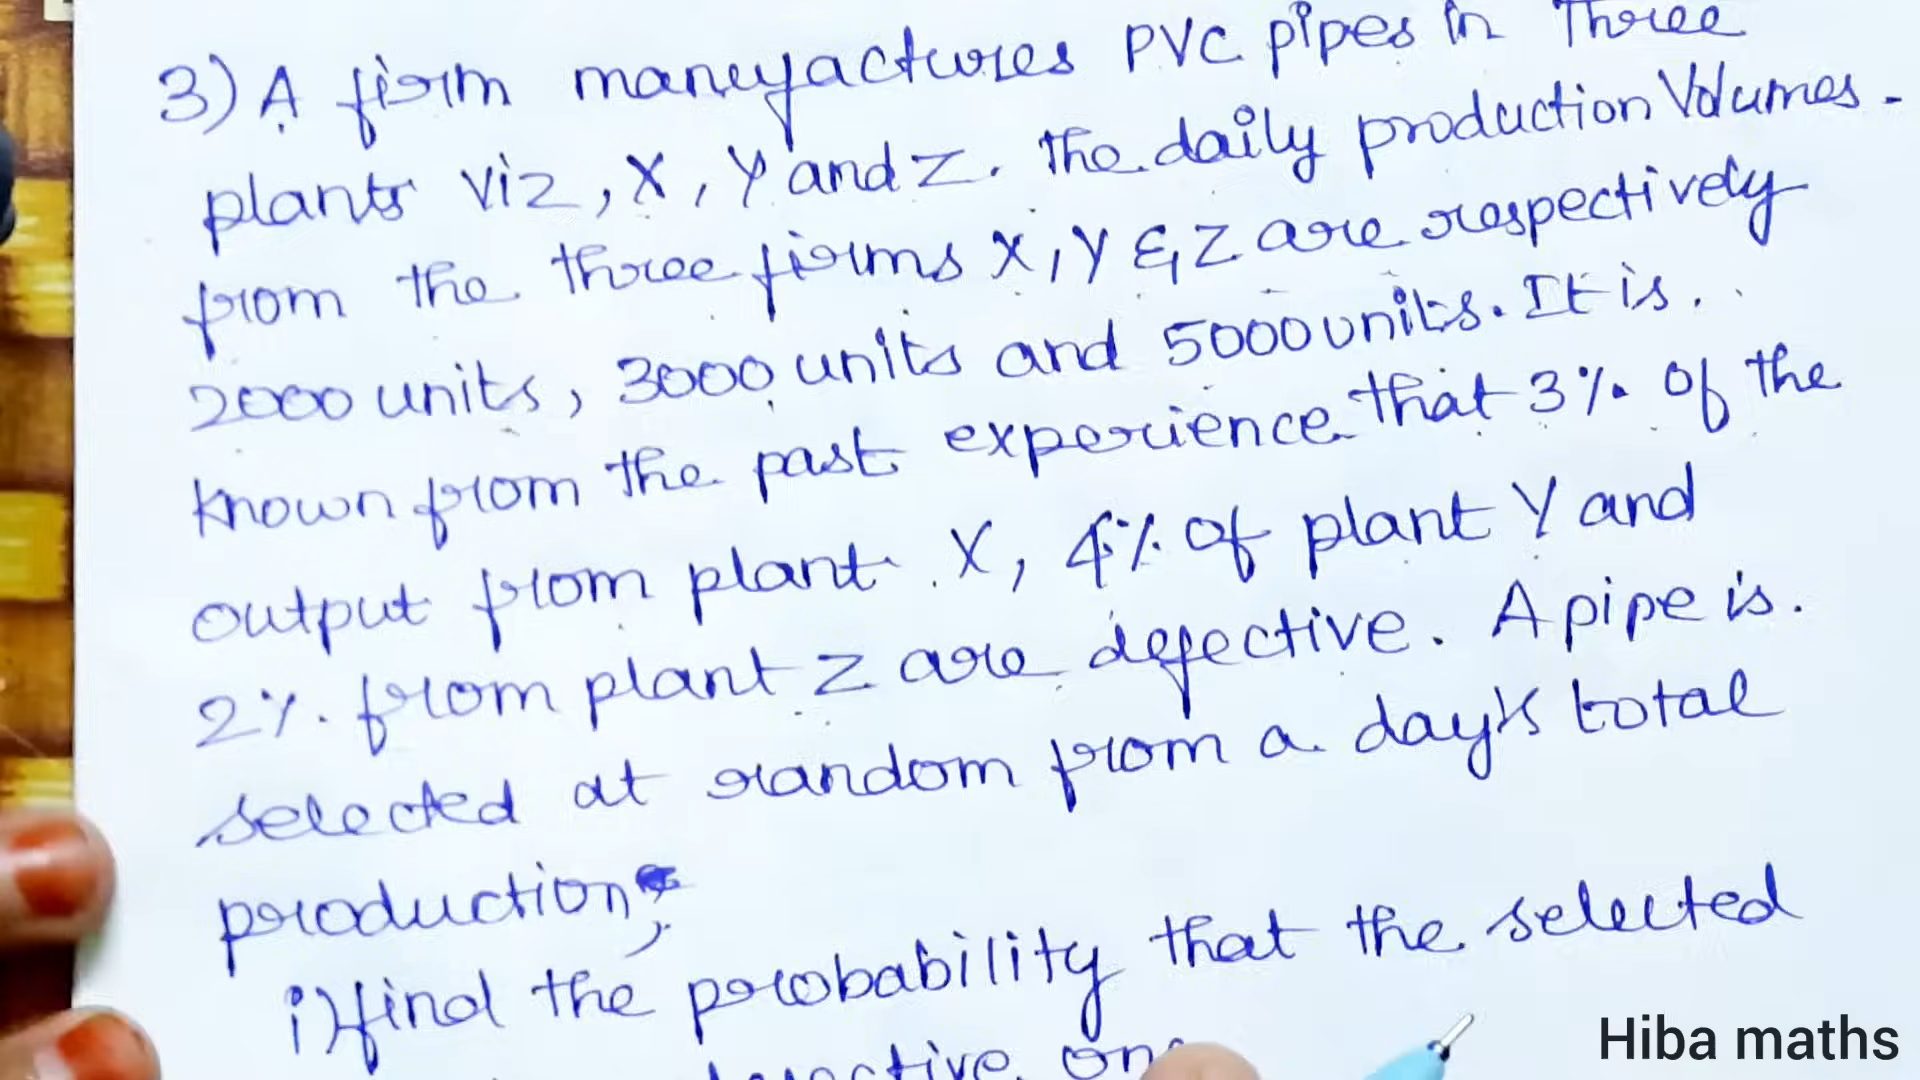 3) A firm manufactures PVC pipes in Three
plants viz, X, Y and Z. The daily production Volumes
from the three firms X, Y & Z are respectively
2000 units, 3000 units and 5000 units. It is
known from the past experience that 3% of the
output from plant X, 4% of plant Y and
2% from plant Z are defective. A pipe is
selected at random from a day's total
production,
i) find the probability that the selected
defective one
Hiba maths